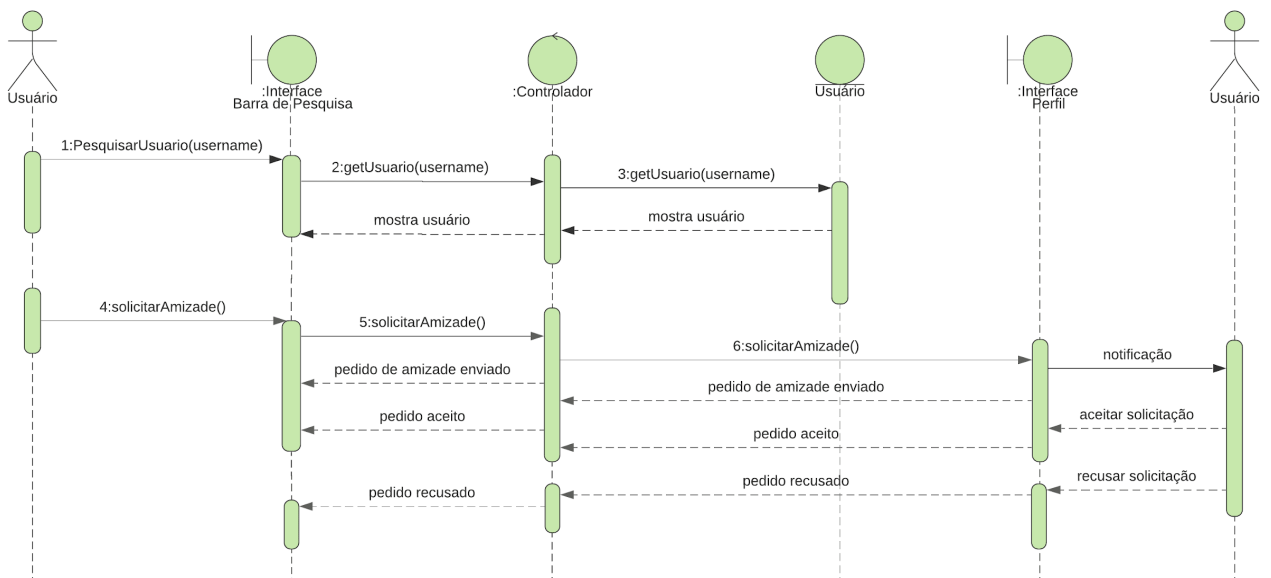 Usuário
:Interface
Barra de Pesquisa
:Controlador
Usuário
:Interface
Perfil
Usuário
1:PesquisarUsuario(username)
2:getUsuario(username)
3:getUsuario(username)
mostra usuário
mostra usuário
4:solicitarAmizade()
5:solicitarAmizade()
6:solicitarAmizade()
notificação
pedido de amizade enviado
pedido de amizade enviado
aceitar solicitação
pedido aceito
pedido aceito
recusar solicitação
pedido recusado
pedido recusado